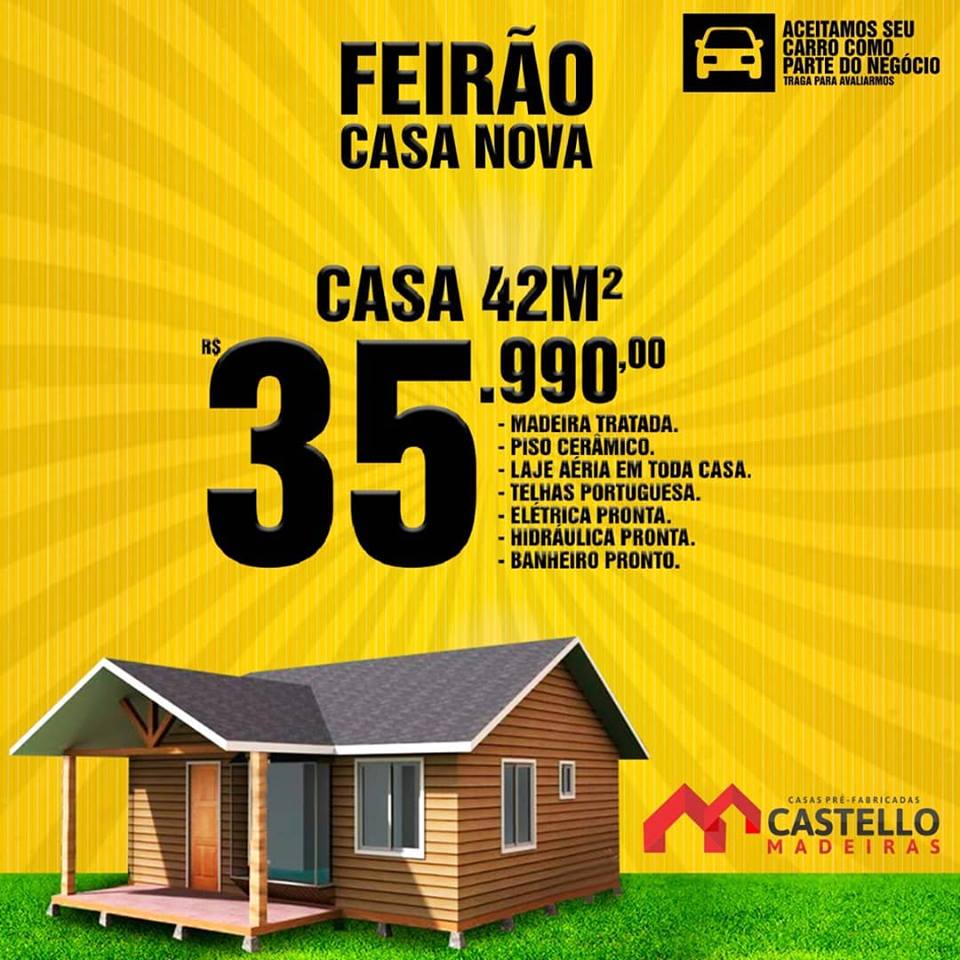 ACEITAMOS SEU
CARRO COMO
PARTE DO NEGÓCIO
TRAGA PARA AVALIARMOS
FEIRÃO
CASA NOVA
CASA 42M²
R$ 35.990,00
- MADEIRA TRATADA.
- PISO CERÂMICO.
- LAJE AÉRIA EM TODA CASA.
- TELHAS PORTUGUESA.
- ELÉTRICA PRONTA.
- HIDRÁULICA PRONTA.
- BANHEIRO PRONTO.
CASAS PRÉ-FABRICADAS
CASTELLO
MADEIRAS